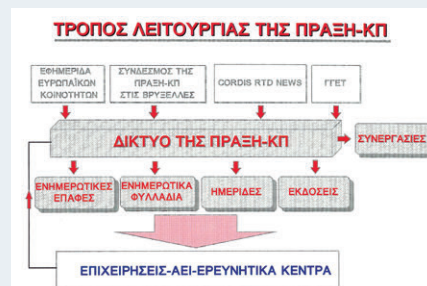 ΤΡΟΠΟΣ ΛΕΙΤΟΥΡΓΙΑΣ ΤΗΣ ΠΡΑΞΗ-ΚΠ
ΕΦΗΜΕΡΙΔΑ
ΕΥΡΩΠΑΪΚΩΝ
ΚΟΙΝΟΤΗΤΩΝ
ΣΥΝΔΕΣΜΟΣ ΤΗΣ
ΠΡΑΞΗ-ΚΠ
ΣΤΙΣ ΒΡΥΞΕΛΛΕΣ
CORDIS RTD NEWS
ΓΓΕΤ
ΔΙΚΤΥΟ ΤΗΣ ΠΡΑΞΗ-ΚΠ
ΣΥΝΕΡΓΑΣΙΕΣ
ΕΝΗΜΕΡΩΤΙΚΕΣ
ΕΠΑΦΕΣ
ΕΝΗΜΕΡΩΤΙΚΑ
ΦΥΛΛΑΔΙΑ
ΗΜΕΡΙΔΕΣ
ΕΚΔΟΣΕΙΣ
ΕΠΙΧΕΙΡΗΣΕΙΣ-ΑΕΙ-ΕΡΕΥΝΗΤΙΚΑ ΚΕΝΤΡΑ